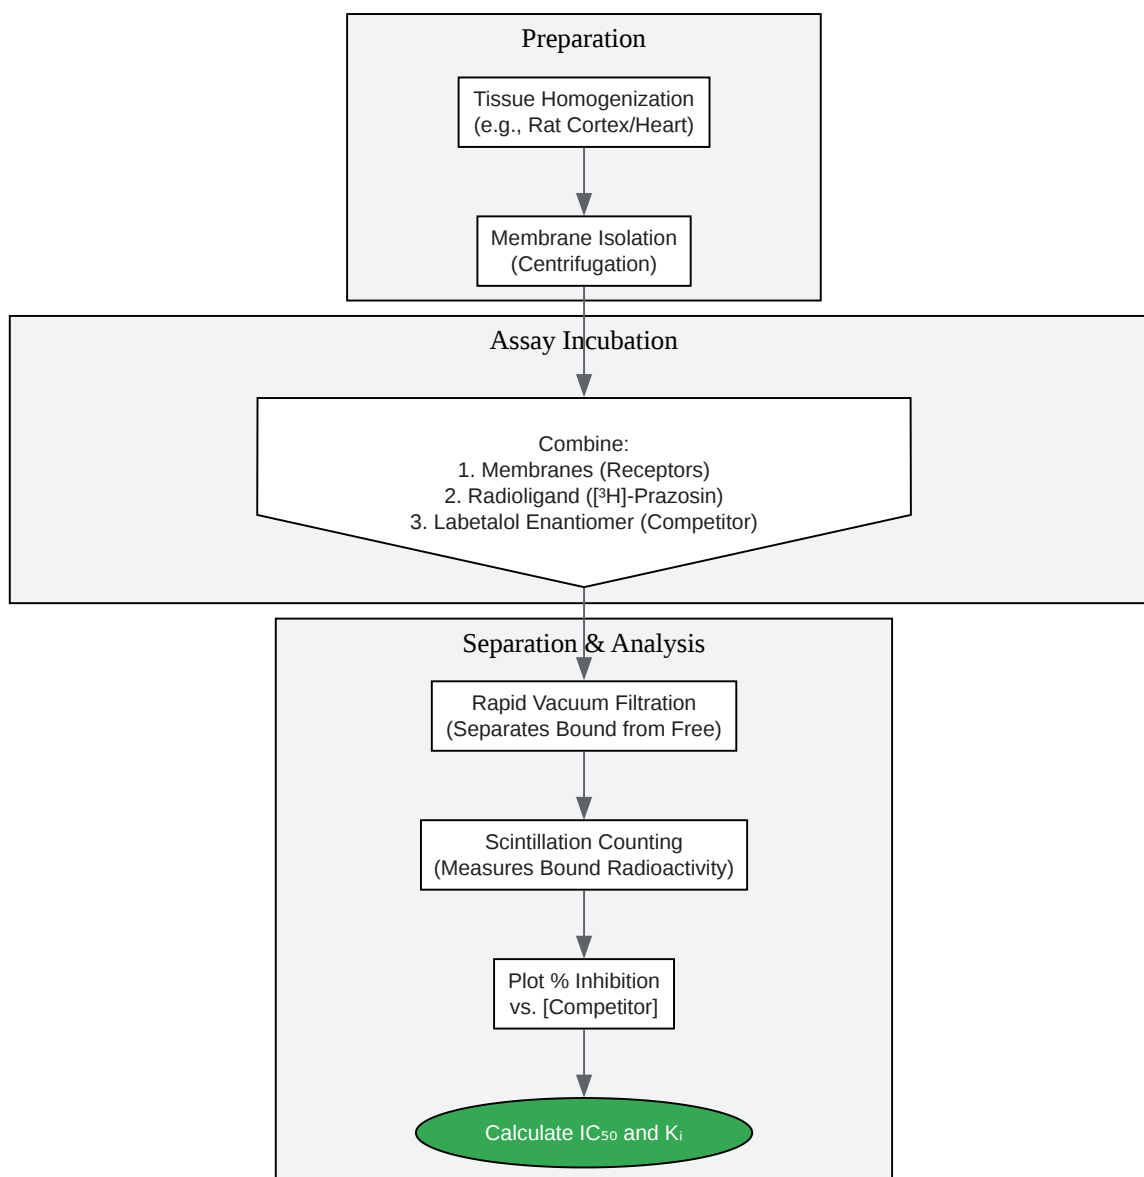 Preparation
Tissue Homogenization
(e.g., Rat Cortex/Heart)
Membrane Isolation
(Centrifugation)
Assay Incubation
Combine:
1. Membranes (Receptors)
2. Radioligand ([³H]-Prazosin)
3. Labetalol Enantiomer (Competitor)
Separation & Analysis
Rapid Vacuum Filtration
(Separates Bound from Free)
Scintillation Counting
(Measures Bound Radioactivity)
Plot % Inhibition
vs. [Competitor]
Calculate IC₅₀ and Kᵢ